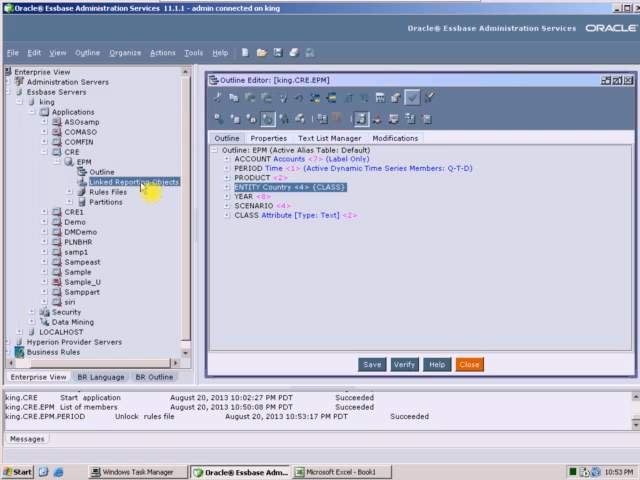 Oracle® Essbase Administration Services 11.1.1 - admin connected on king
Oracle® Essbase Administration Services ORACLE
File Edit View Outline Organize Actions Tools Help
Enterprise View
Administration Servers
Essbase Servers
king
Applications
ASOsamp
COMASO
COMFIN
CRE
EPM
Outline
Linked Reporting Objects
Rules Files
Partitions
CRE1
Demo
DMDemo
PLNBHR
samp1
Sampeast
Sample
Sample_U
Samppart
siri
Security
Data Mining
LOCALHOST
Hyperion Provider Servers
Business Rules
Enterprise View BR Language BR Outline
Outline Editor: [king.CRE.EPM]
Outline Properties Text List Manager Modifications
Outline: EPM (Active Alias Table: Default)
ACCOUNT Accounts <7> (Label Only)
PERIOD Time <1> (Active Dynamic Time Series Members: Q-T-D)
PRODUCT <2>
ENTITY Country <4> {CLASS}
YEAR <8>
SCENARIO <4>
CLASS Attribute [Type: Text] <2>
Save Verify Help Close
king.CRE Start application August 20, 2013 10:02:27 PM PDT Succeeded
king.CRE.EPM List of members August 20, 2013 10:50:08 PM PDT Succeeded
king.CRE.EPM.PERIOD Unlock rules file August 20, 2013 10:53:17 PM PDT Succeeded
Messages
Start Windows Task Manager Oracle® Essbase Adm... Microsoft Excel - Book1 10:53 PM